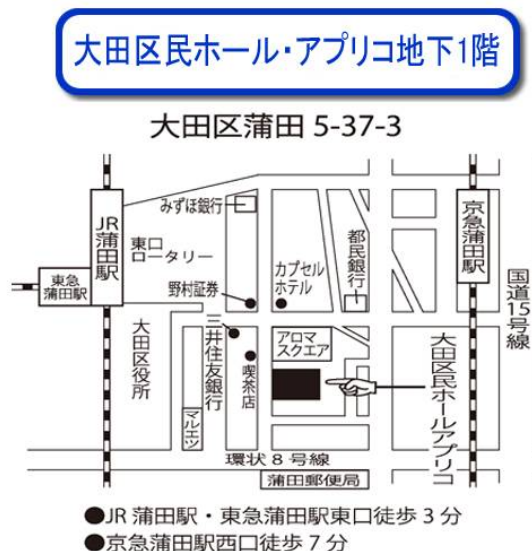 大田区民ホール・アプリコ地下1階
大田区蒲田 5-37-3
みずほ銀行
JR蒲田駅
東口
ロータリー
東急
蒲田駅
野村証券
カプセル
ホテル
都民銀行
京急蒲田駅
国道15号線
大田区役所
三井住友銀行
喫茶店
アロマ
スクエア
マルエツ
大田区民ホールアプリコ
環状8号線
蒲田郵便局
●JR 蒲田駅・東急蒲田駅東口徒歩 3 分
●京急蒲田駅西口徒歩 7 分